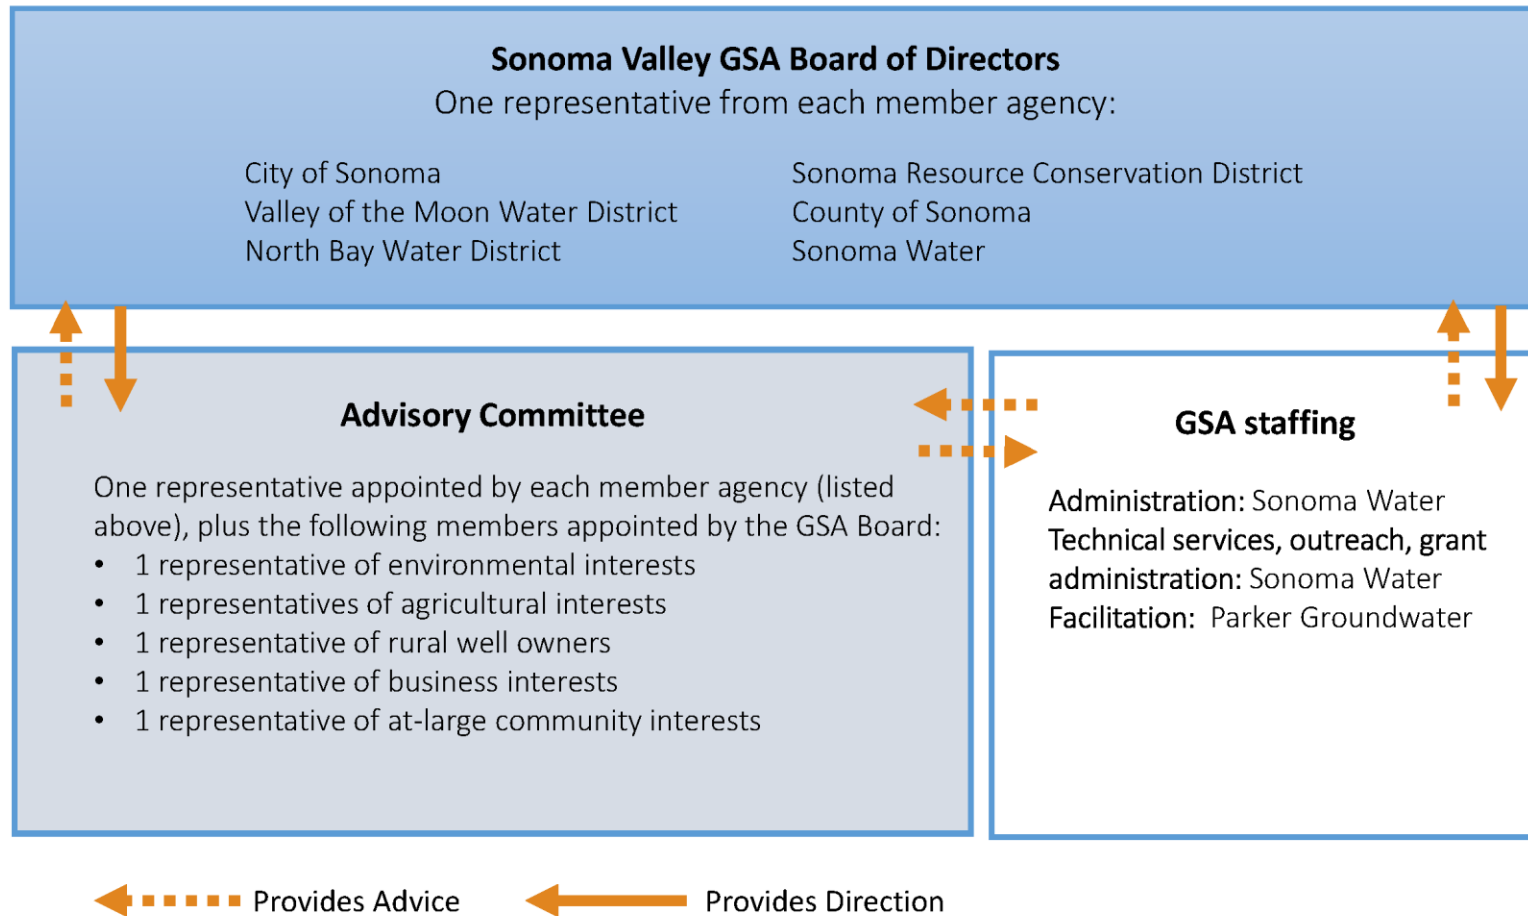 Sonoma Valley GSA Board of Directors
One representative from each member agency:
City of Sonoma
Valley of the Moon Water District
North Bay Water District
Sonoma Resource Conservation District
County of Sonoma
Sonoma Water
Advisory Committee
One representative appointed by each member agency (listed
above), plus the following members appointed by the GSA Board:
• 1 representative of environmental interests
• 1 representatives of agricultural interests
• 1 representative of rural well owners
• 1 representative of business interests
• 1 representative of at-large community interests
GSA staffing
Administration: Sonoma Water
Technical services, outreach, grant
administration: Sonoma Water
Facilitation: Parker Groundwater
Provides Advice
Provides Direction